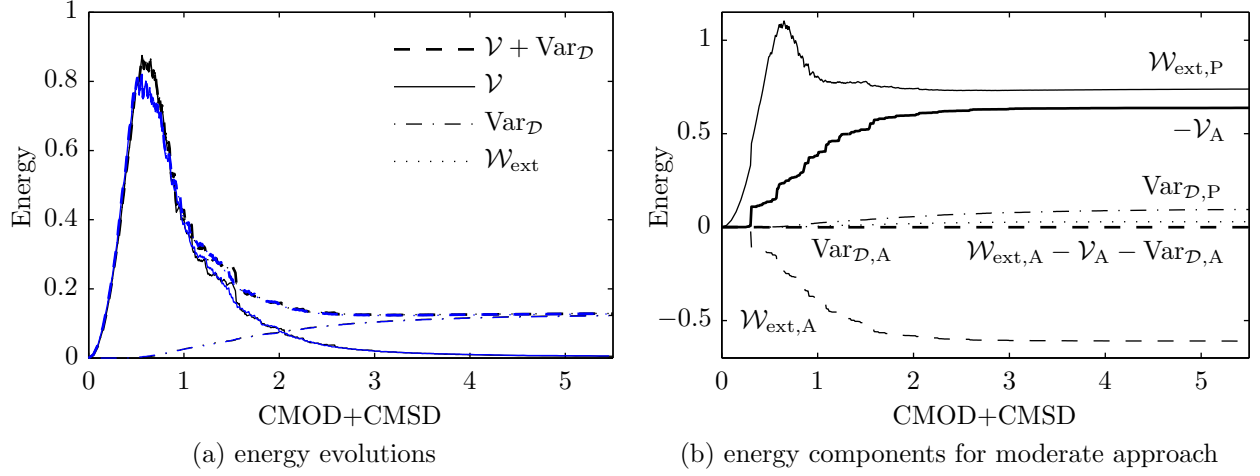 1
0.8
0.6
0.4
0.2
0
Energy
0 1 2 3 4 5
CMOD+CMSD
𝒱 + Var𝒟
𝒱
Var𝒟
𝒲ext
(a) energy evolutions
1
0.5
0
−0.5
Energy
0 1 2 3 4 5
CMOD+CMSD
𝒲ext,P
−𝒱A
Var𝒟,P
Var𝒟,A
𝒲ext,A − 𝒱A − Var𝒟,A
𝒲ext,A
(b) energy components for moderate approach